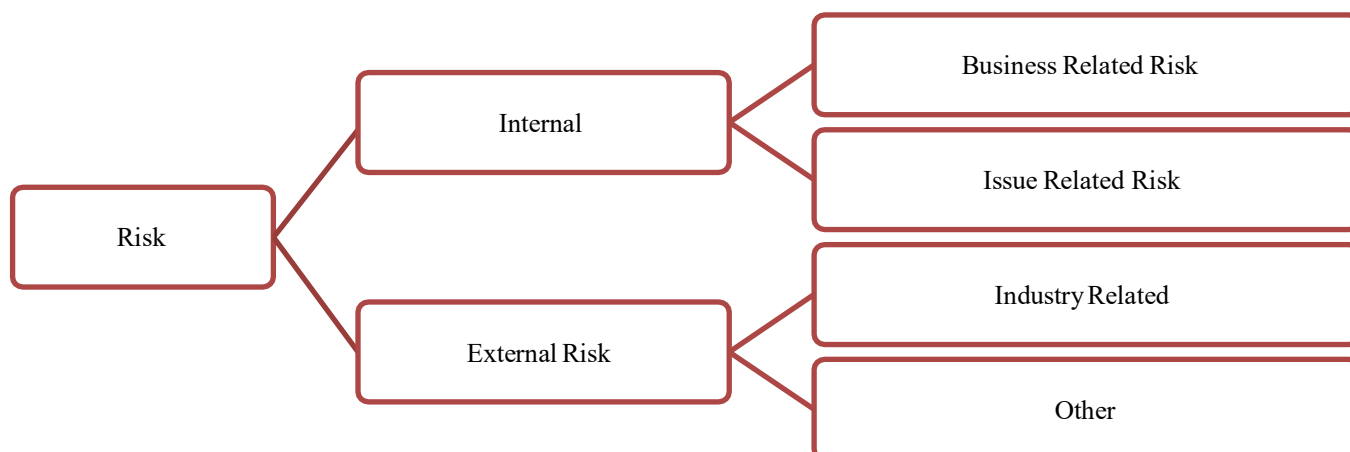 Business Related Risk
Internal
Issue Related Risk
Risk
Industry Related
External Risk
Other